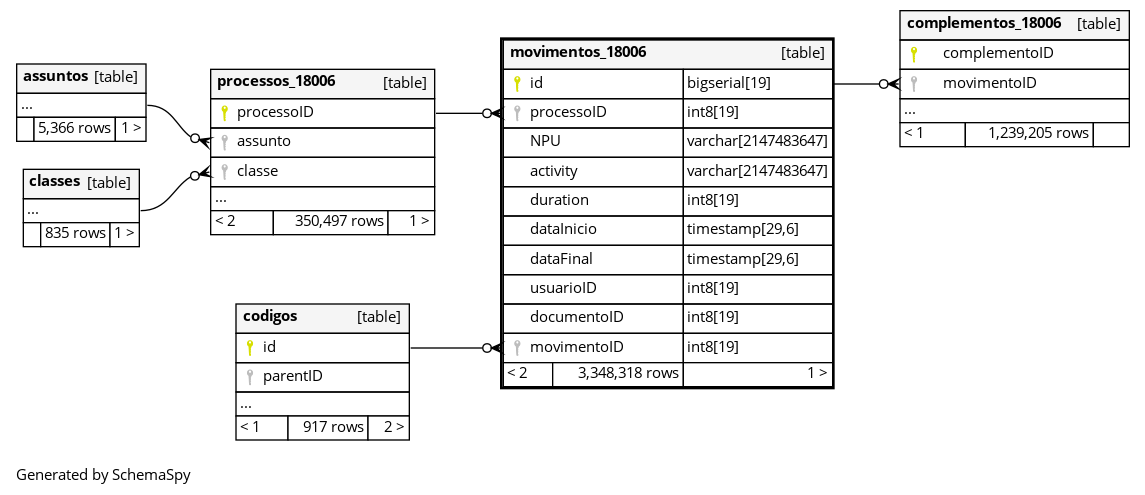 assuntos [table]
...
5,366 rows 1 >
classes [table]
...
835 rows 1 >
processos_18006 [table]
processoID
assunto
classe
...
< 2 350,497 rows 1 >
codigos [table]
id
parentID
...
< 1 917 rows 2 >
movimentos_18006 [table]
id bigserial[19]
processoID int8[19]
NPU varchar[2147483647]
activity varchar[2147483647]
duration int8[19]
dataInicio timestamp[29,6]
dataFinal timestamp[29,6]
usuarioID int8[19]
documentoID int8[19]
movimentoID int8[19]
< 2 3,348,318 rows 1 >
complementos_18006 [table]
complementoID
movimentoID
...
< 1 1,239,205 rows
Generated by SchemaSpy